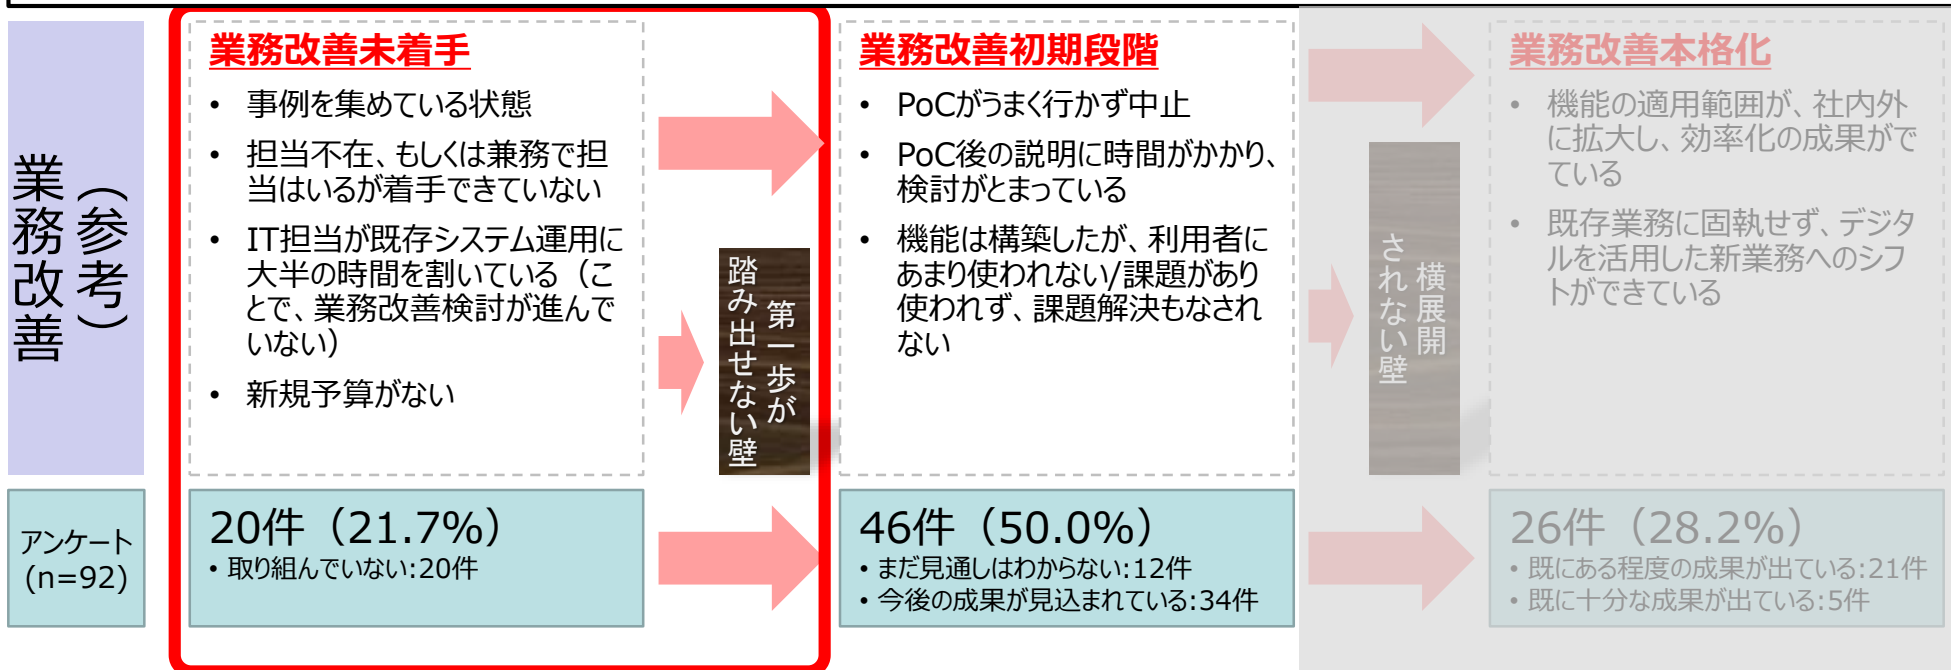 (参考)
業務改善
業務改善未着手
• 事例を集めている状態
• 担当不在、もしくは兼務で担
当はいるが着手できていない
• IT担当が既存システム運用に
大半の時間を割いている（こ
とで、業務改善検討が進んで
いない）
• 新規予算がない
第一歩が
踏み出せない壁
業務改善初期段階
• PoCがうまく行かず中止
• PoC後の説明に時間がかかり、
検討がとまっている
• 機能は構築したが、利用者に
あまり使われない/課題があり
使われず、課題解決もなされ
ない
横展開
されない壁
業務改善本格化
• 機能の適用範囲が、社内外
に拡大し、効率化の成果がで
ている
• 既存業務に固執せず、デジタ
ルを活用した新業務へのシフ
トができている
アンケート
(n=92)
20件（21.7%）
• 取り組んでいない:20件
46件（50.0%）
• まだ見通しはわからない:12件
• 今後の成果が見込まれている:34件
26件（28.2%）
• 既にある程度の成果が出ている:21件
• 既に十分な成果が出ている:5件